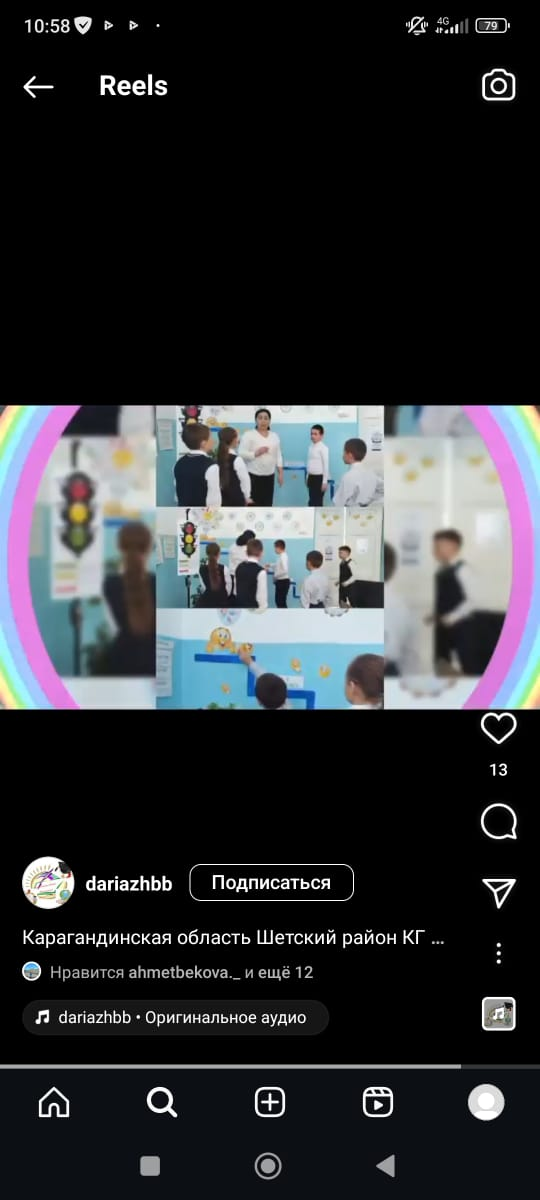 10:58
4G
79
Reels
13
dariazhbb
Подписаться
Карагандинская область Шетский район КГ ...
Нравится ahmetbekova._ и ещё 12
dariazhbb • Оригинальное аудио